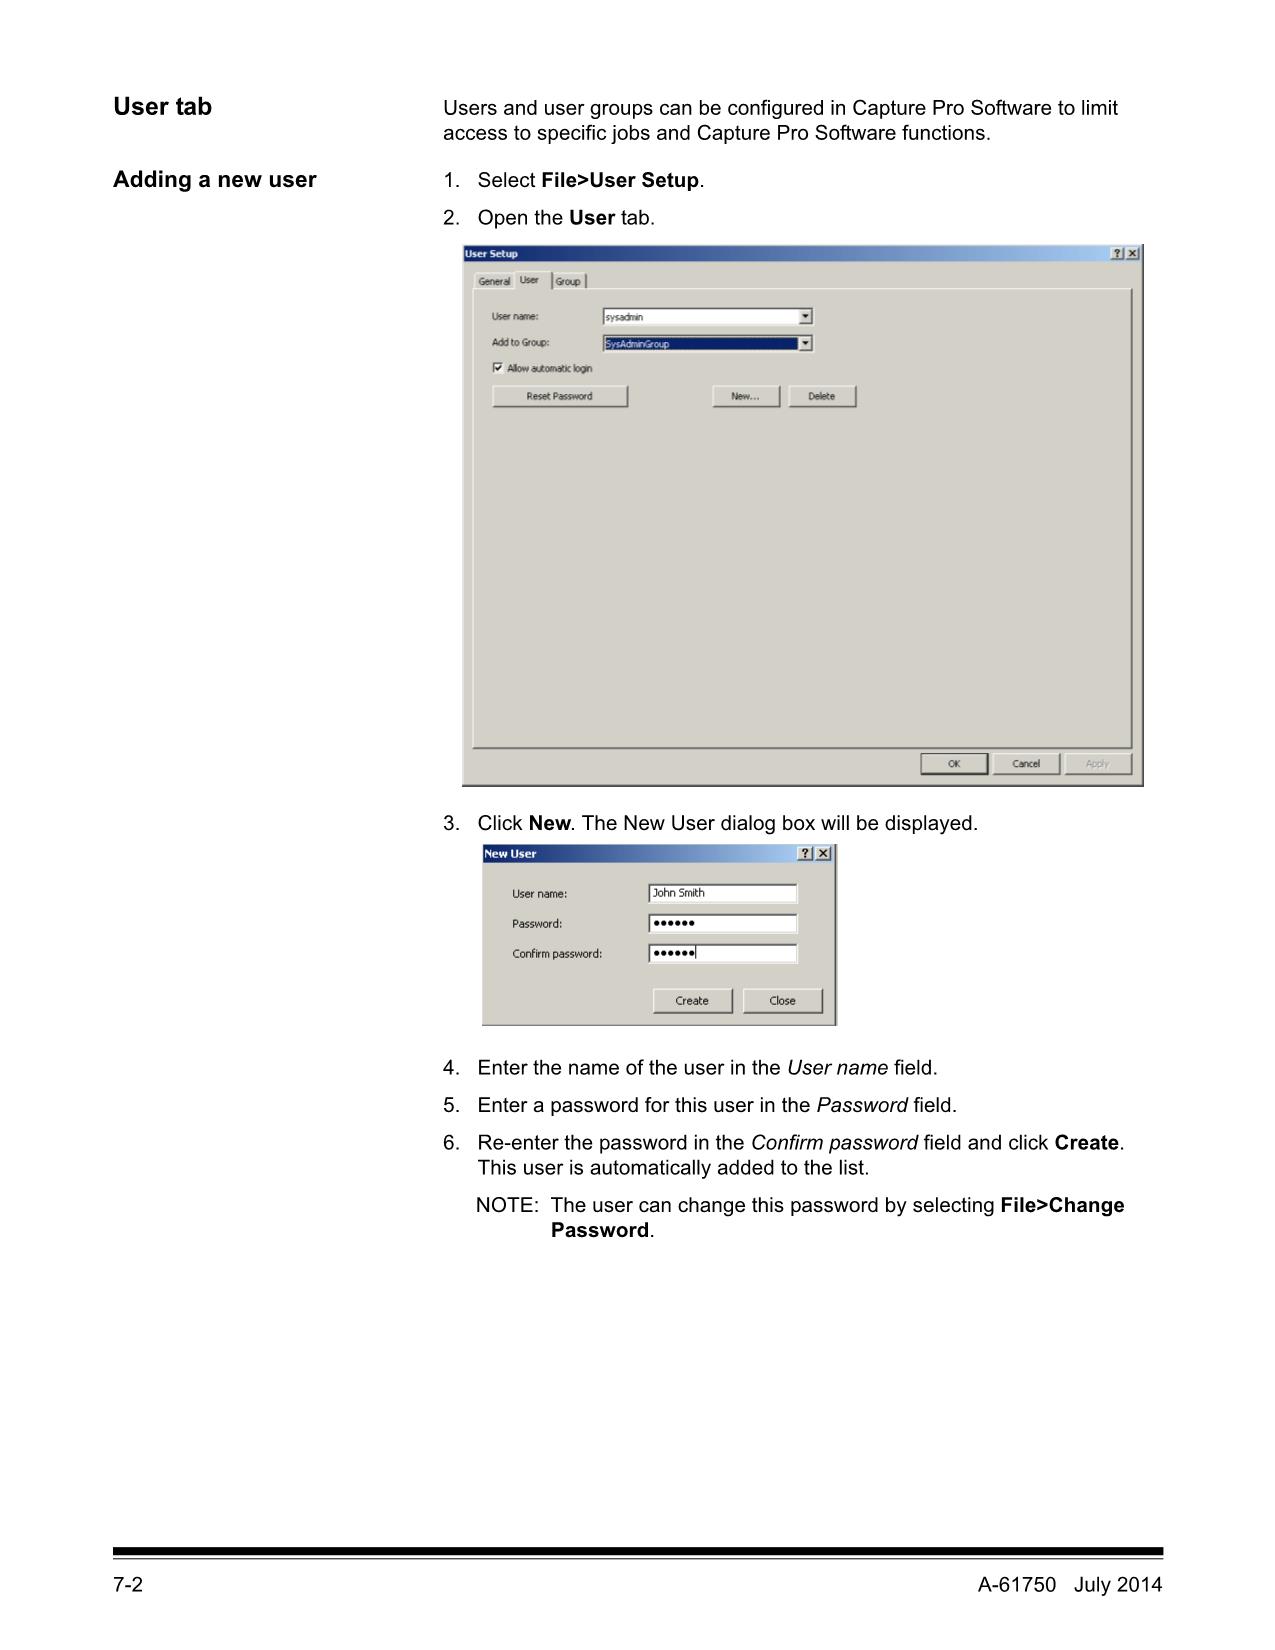 User tab
Users and user groups can be configured in Capture Pro Software to limit
access to specific jobs and Capture Pro Software functions.
Adding a new user
1. Select File>User Setup.
2. Open the User tab.
User Setup
General User Group
User name: sysadmin
Add to Group: SysAdminGroup
Allow automatic login
Reset Password New... Delete
OK Cancel Apply
3. Click New. The New User dialog box will be displayed.
New User
User name: John Smith
Password: ••••••
Confirm password: ••••••
Create Close
4. Enter the name of the user in the User name field.
5. Enter a password for this user in the Password field.
6. Re-enter the password in the Confirm password field and click Create.
This user is automatically added to the list.
NOTE: The user can change this password by selecting File>Change
Password.
7-2 A-61750 July 2014